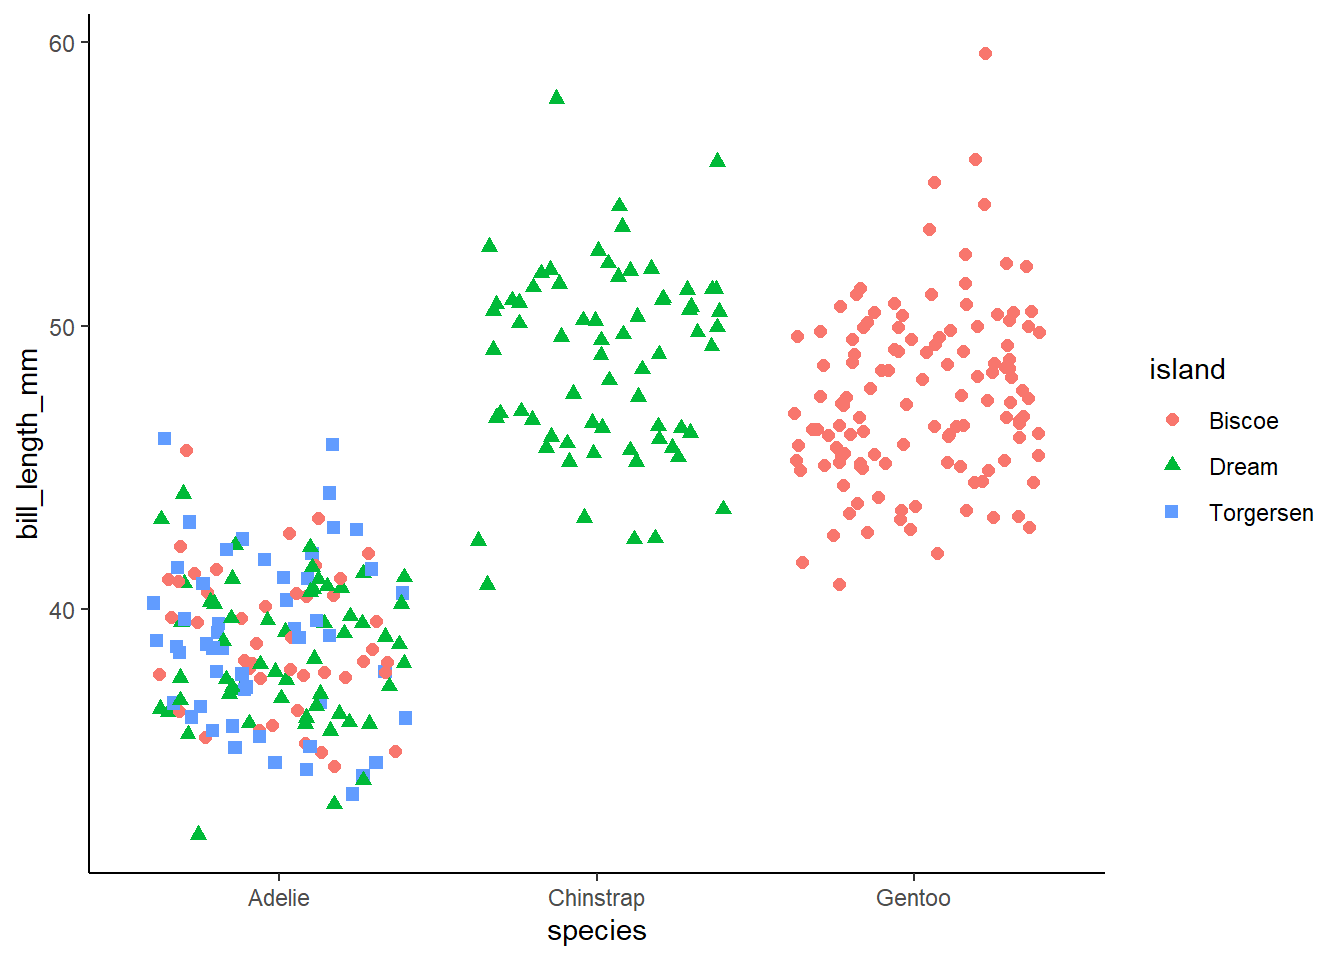 60
50
40
bill_length_mm
Adelie
Chinstrap
Gentoo
species
island
Biscoe
Dream
Torgersen